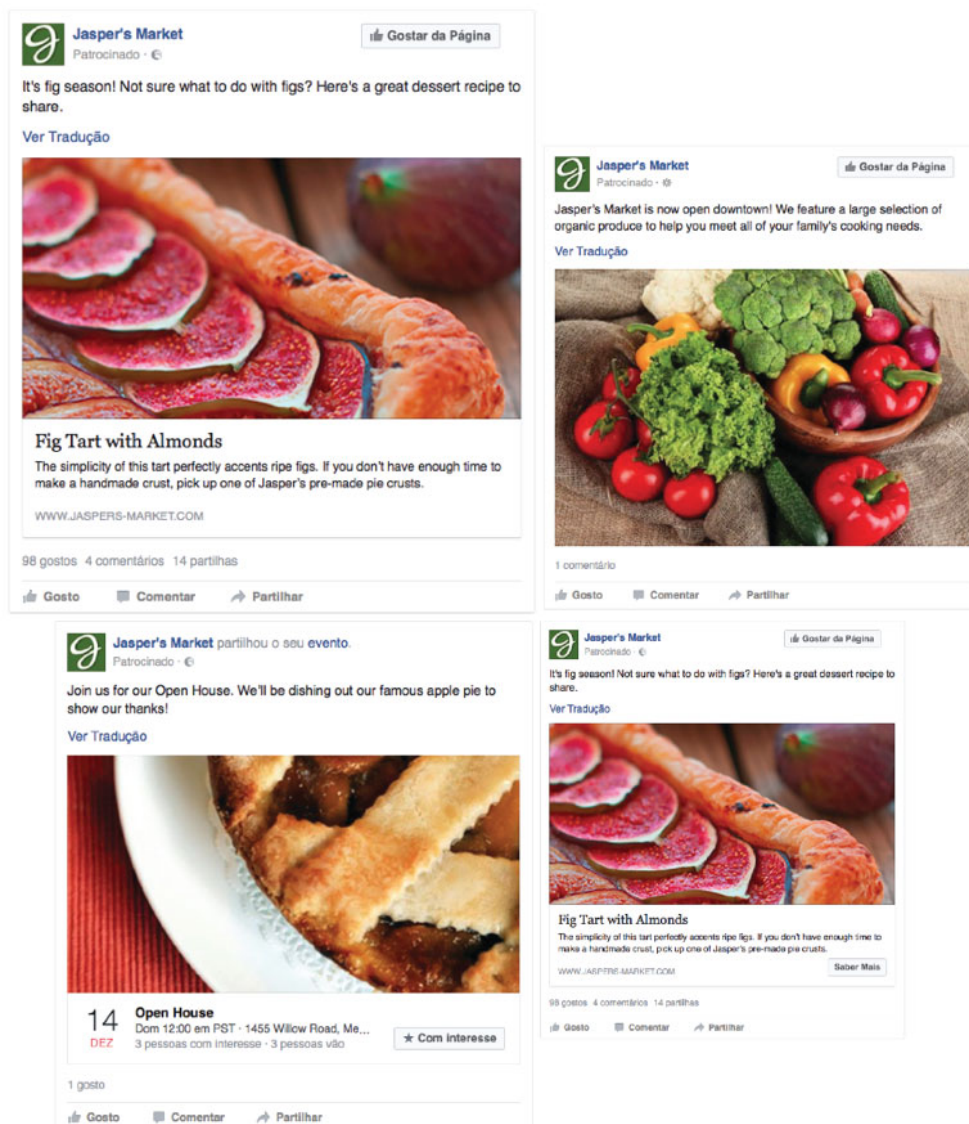 Jasper's Market
Gostar da Página
Patrocinado ·
It's fig season! Not sure what to do with figs? Here's a great dessert recipe to
share.
Ver Tradução
Fig Tart with Almonds
The simplicity of this tart perfectly accents ripe figs. If you don't have enough time to
make a handmade crust, pick up one of Jasper's pre-made pie crusts.
WWW.JASPERS-MARKET.COM
98 gostos 4 comentários 14 partilhas
Gosto Comentar Partilhar
Jasper's Market
Gostar da Página
Patrocinado ·
Jasper's Market is now open downtown! We feature a large selection of
organic produce to help you meet all of your family's cooking needs.
Ver Tradução
1 comentário
Gosto Comentar Partilhar
Jasper's Market partilhou o seu evento.
Patrocinado ·
Join us for our Open House. We'll be dishing out our famous apple pie to
show our thanks!
Ver Tradução
14
DEZ
Open House
Dom 12:00 em PST · 1455 Willow Road, Me...
3 pessoas com interesse · 3 pessoas vão
★ Com interesse
1 gosto
Gosto Comentar Partilhar
Jasper's Market
Gostar da Página
Patrocinado ·
It's fig season! Not sure what to do with figs? Here's a great dessert recipe to
share.
Ver Tradução
Fig Tart with Almonds
The simplicity of this tart perfectly accents ripe figs. If you don't have enough time to
make a handmade crust, pick up one of Jasper's pre-made pie crusts.
WWW.JASPERS-MARKET.COM
Saber Mais
98 gostos 4 comentários 14 partilhas
Gosto Comentar Partilhar